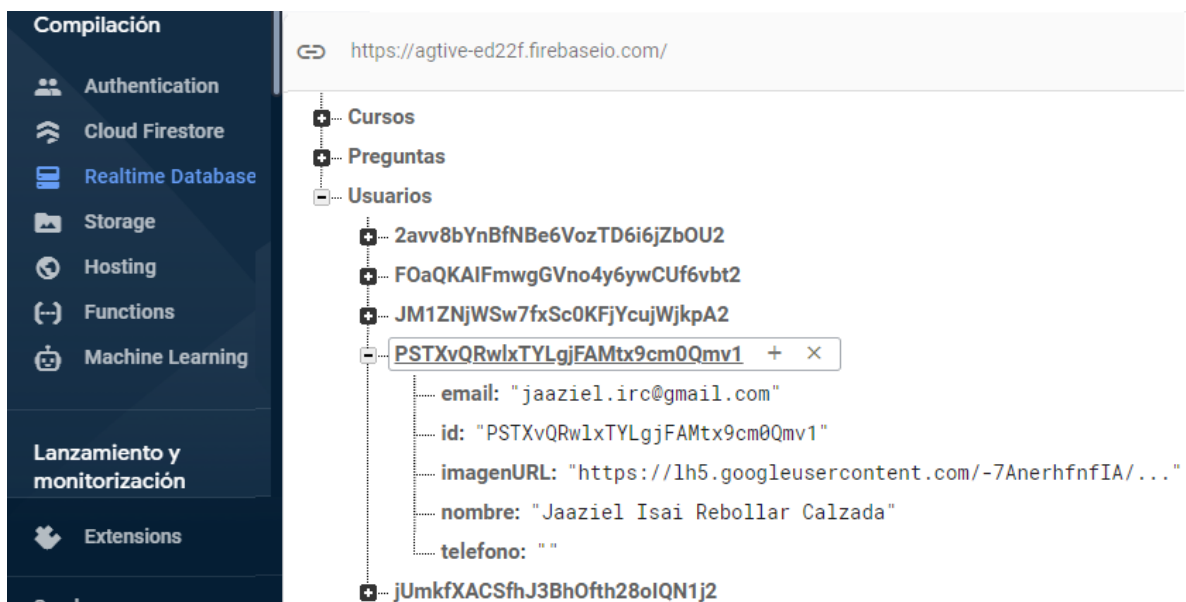 Compilación
Authentication
Cloud Firestore
Realtime Database
Storage
Hosting
Functions
Machine Learning
Lanzamiento y
monitorización
Extensions
https://agtive-ed22f.firebaseio.com/
Cursos
Preguntas
Usuarios
2avv8bYnBfNBe6VozTD6i6jZbOU2
FOaQKAIFmwgGVno4y6ywCUf6vbt2
JM1ZNjWSw7fxSc0KFjYcujWjkpA2
PSTXvQRwlxTYLgjFAMtx9cm0Qmv1 + ×
email: "jaaziel.irc@gmail.com"
id: "PSTXvQRwlxTYLgjFAMtx9cm0Qmv1"
imagenURL: "https://lh5.googleusercontent.com/-7AnerhfnfIA/..."
nombre: "Jaaziel Isai Rebollar Calzada"
telefono: ""
jUmkfXACSfhJ3BhOfth28oIQN1j2